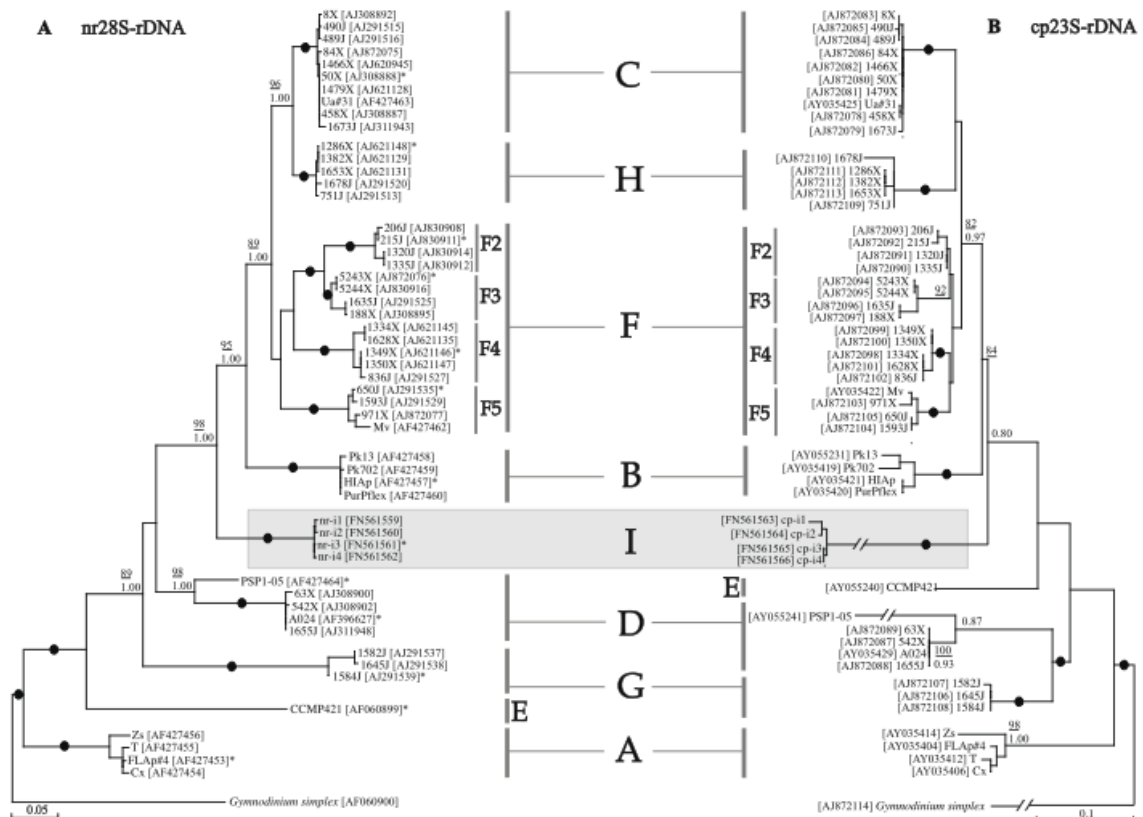 A nr28S-rDNA
8X [AJ308892]
490J [AJ291515]
489J [AJ291516]
84X [AJ872075]
1466X [AJ620945]
50X [AJ308888]*
1479X [AJ621128]
Ua#31 [AF427463]
458X [AJ308887]
1673J [AJ311943]
96
1.00
1286X [AJ621148]*
1382X [AJ621129]
1653X [AJ621130]
1678J [AJ291520]
751J [AJ291513]
206J [AJ830908]
215J [AJ830911]*
1320J [AJ830914]
1335J [AJ830912]
89
1.00
5243X [AJ872076]*
5244X [AJ830916]
1635J [AJ291525]
188X [AJ308895]
1334X [AJ621145]
1628X [AJ621135]
1349X [AJ621146]*
1350X [AJ621147]
836J [AJ291527]
95
1.00
650J [AJ291535]*
1593J [AJ291529]
971X [AJ872077]
Mv [AF427462]
98
1.00
Pk13 [AF427458]
Pk702 [AF427459]
HIAp [AF427457]*
PurPflex [AF427460]
nr-i1 [FN561559]
nr-i2 [FN561560]
nr-i3 [FN561561]*
nr-i4 [FN561562]
89
1.00
98
1.00
PSP1-05 [AF427464]*
63X [AJ308900]
542X [AJ308902]
A024 [AF396627]*
1655J [AJ311948]
1582J [AJ291537]
1645J [AJ291538]
1584J [AJ291539]*
CCMP421 [AF060899]*
Zs [AF427456]
T [AF427455]
FLAp#4 [AF427453]*
Cx [AF427454]
Gymnodinium simplex [AF060900]
0.05
C
H
F2
F3
F4
F5
F
F2
F3
F4
F5
B
I
E
D
G
E
A
B cp23S-rDNA
[AJ872083] 8X
[AJ872085] 490J
[AJ872084] 489J
[AJ872086] 84X
[AJ872082] 1466X
[AJ872080] 50X
[AJ872081] 1479X
[AY035425] Ua#31
[AJ872078] 458X
[AJ872079] 1673J
[AJ872110] 1678J
[AJ872111] 1286X
[AJ872112] 1382X
[AJ872113] 1653X
[AJ872109] 751J
82
0.97
[AJ872093] 206J
[AJ872092] 215J
[AJ872091] 1320J
[AJ872090] 1335J
[AJ872094] 5243X
[AJ872095] 5244X
[AJ872096] 1635J
[AJ872097] 188X
92
[AJ872099] 1349X
[AJ872100] 1350X
[AJ872098] 1334X
[AJ872101] 1628X
[AJ872102] 836J
84
[AY035422] Mv
[AJ872103] 971X
[AJ872105] 650J
[AJ872104] 1593J
0.80
[AY055231] Pk13
[AY035419] Pk702
[AY035421] HIAp
[AY035420] PurPflex
[FN561563] cp-i1
[FN561564] cp-i2
[FN561565] cp-i3
[FN561566] cp-i4
[AY055240] CCMP421
[AY055241] PSP1-05
0.87
[AJ872089] 63X
[AJ872087] 542X
[AY035429] A024
[AJ872088] 1655J
100
0.93
[AJ872107] 1582J
[AJ872106] 1645J
[AJ872108] 1584J
98
1.00
[AY035414] Zs
[AY035404] FLAp#4
[AY035412] T
[AY035406] Cx
[AJ872114] Gymnodinium simplex
0.1